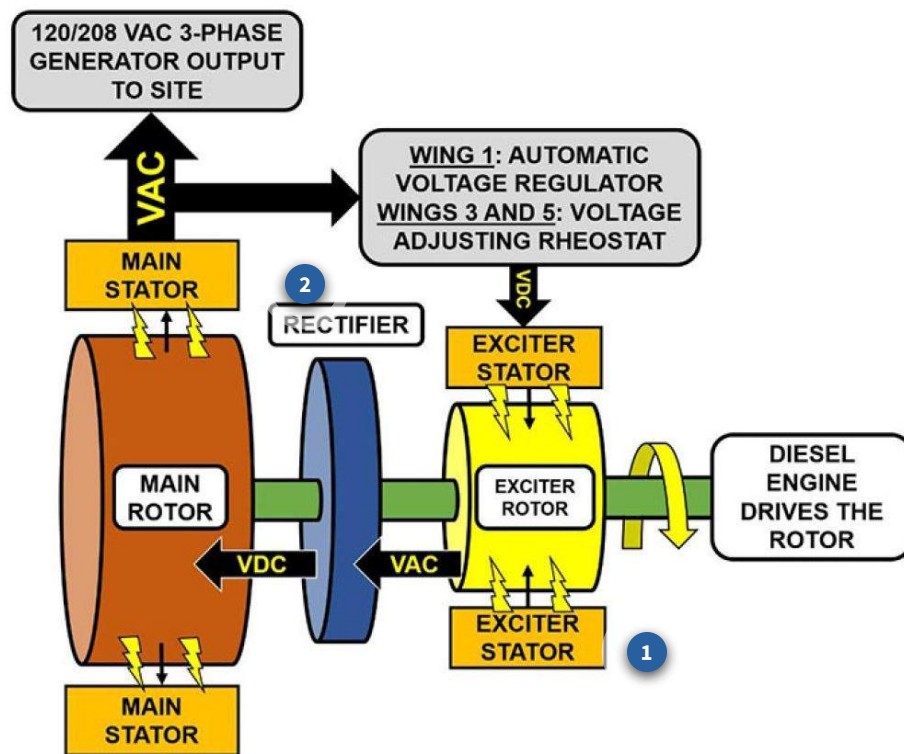 120/208 VAC 3-PHASE
GENERATOR OUTPUT
TO SITE
VAC
WING 1: AUTOMATIC
VOLTAGE REGULATOR
WINGS 3 AND 5: VOLTAGE
ADJUSTING RHEOSTAT
VDC
MAIN
STATOR
2
RECTIFIER
EXCITER
STATOR
MAIN
ROTOR
EXCITER
ROTOR
DIESEL
ENGINE
DRIVES THE
ROTOR
VDC
VAC
EXCITER
STATOR
1
MAIN
STATOR